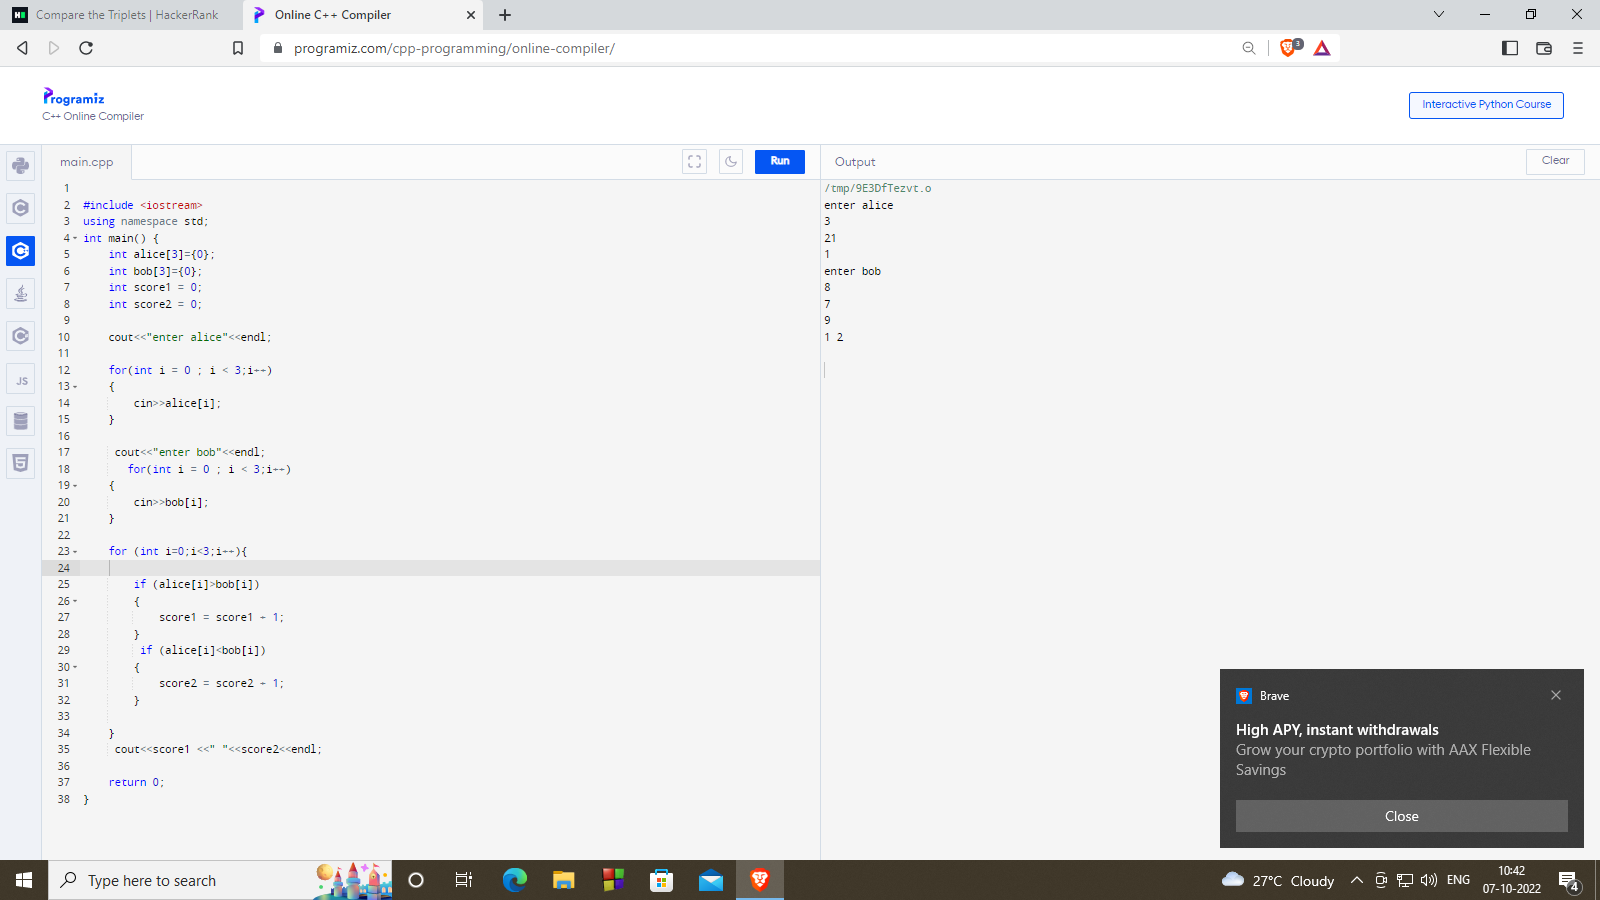 Compare the Triplets | HackerRank
Online C++ Compiler
programiz.com/cpp-programming/online-compiler/
3
Programiz
C++ Online Compiler
Interactive Python Course
main.cpp
Run
Output
Clear
JS
1
2 #include <iostream>
3 using namespace std;
4 int main() {
5 int alice[3]={0};
6 int bob[3]={0};
7 int score1 = 0;
8 int score2 = 0;
9
10 cout<<"enter alice"<<endl;
11
12 for(int i = 0 ; i < 3;i++)
13 {
14 cin>>alice[i];
15 }
16
17 cout<<"enter bob"<<endl;
18 for(int i = 0 ; i < 3;i++)
19 {
20 cin>>bob[i];
21 }
22
23 for (int i=0;i<3;i++){
24
25 if (alice[i]>bob[i])
26 {
27 score1 = score1 + 1;
28 }
29 if (alice[i]<bob[i])
30 {
31 score2 = score2 + 1;
32 }
33
34 }
35 cout<<score1 <<" "<<score2<<endl;
36
37 return 0;
38 }
/tmp/9E3DfTezvt.o
enter alice
3
21
1
enter bob
8
7
9
1 2
Brave
High APY, instant withdrawals
Grow your crypto portfolio with AAX Flexible
Savings
Close
Type here to search
27°C Cloudy
ENG
10:42
07-10-2022
4